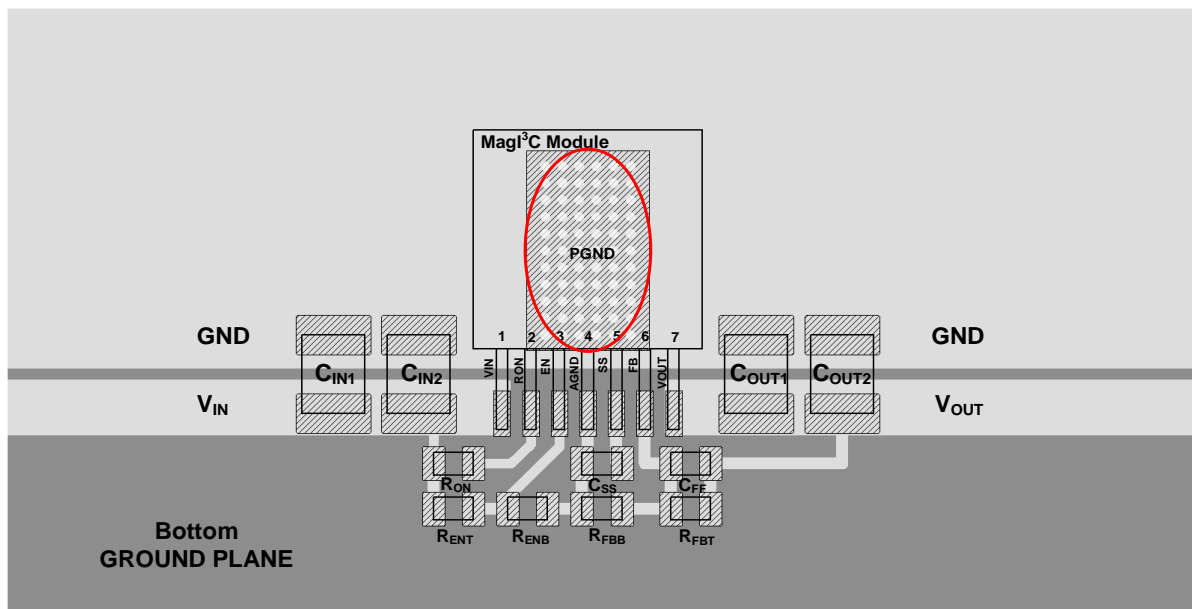 MagI³C Module
PGND
1 2 3 4 5 6 7
GND
GND
VIN
RON
EN
AGND
SS
FB
VOUT
CIN1
CIN2
COUT1
COUT2
VIN
VOUT
RON
CSS
CFF
RENT
RENB
RFBB
RFBT
Bottom
GROUND PLANE